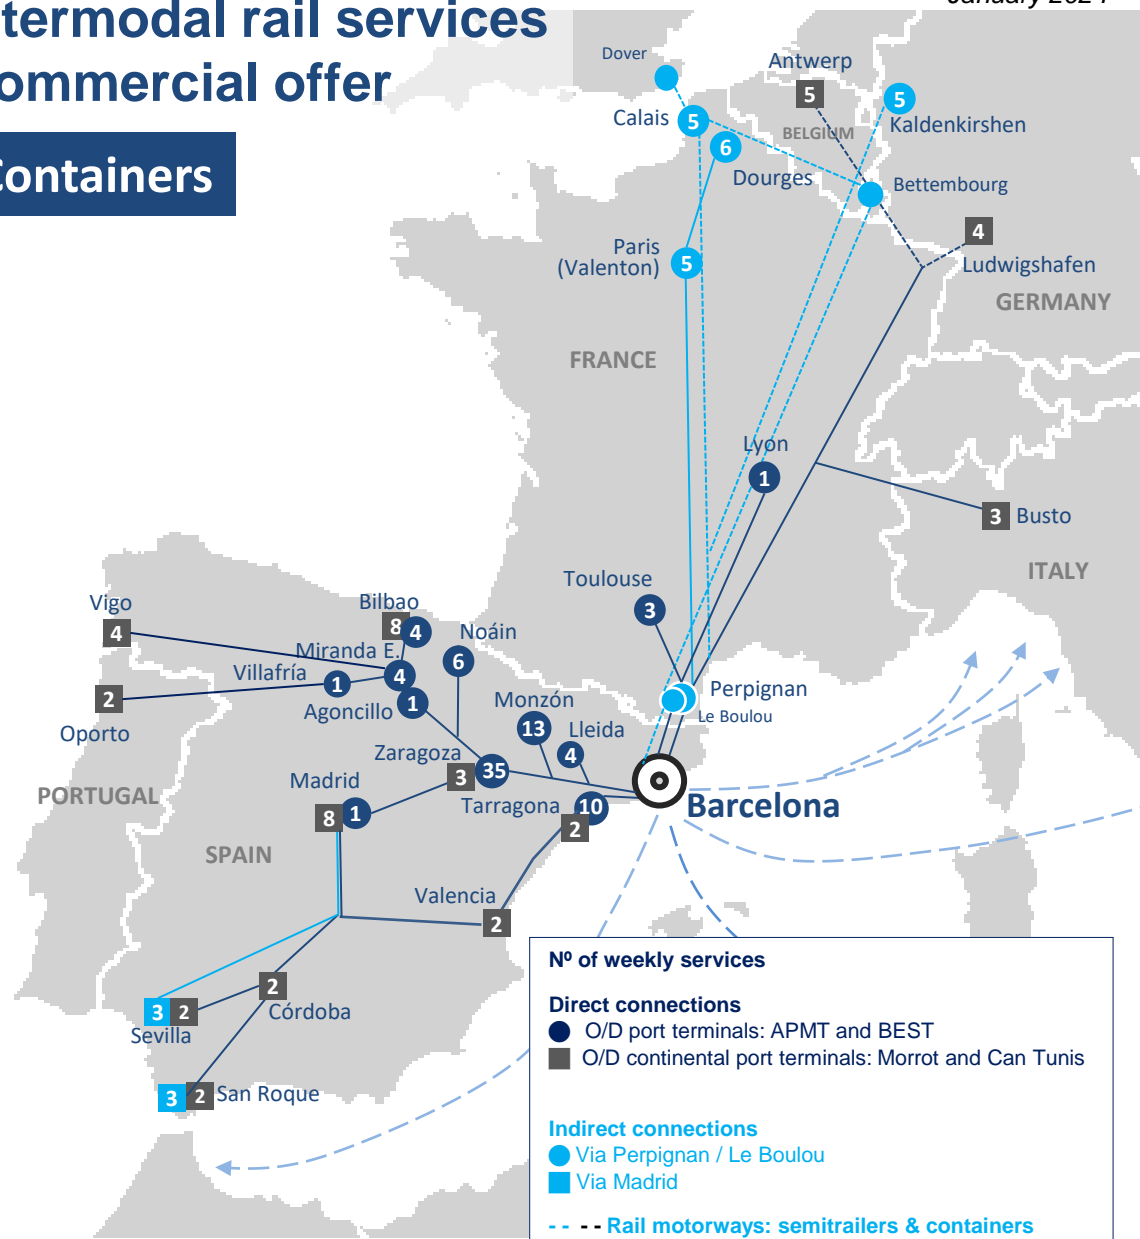 termodal rail services
ommercial offer
Containers
Dover
Antwerp
5
5
Calais
5
BELGIUM
Kaldenkirshen
6
Dourges
Bettembourg
4
Paris
(Valenton)
5
Ludwigshafen
GERMANY
FRANCE
Lyon
1
3
Busto
ITALY
Toulouse
3
Vigo
4
Bilbao
8
4
Noáin
6
Miranda E.
4
Villafría
1
Agoncillo
1
2
Oporto
Perpignan
Le Boulou
Monzón
13
Lleida
4
Zaragoza
3
35
Madrid
8
1
Tarragona
10
2
Barcelona
PORTUGAL
SPAIN
Valencia
2
2
Córdoba
3
2
Sevilla
3
2
San Roque
Nº of weekly services
Direct connections
O/D port terminals: APMT and BEST
O/D continental port terminals: Morrot and Can Tunis
Indirect connections
Via Perpignan / Le Boulou
Via Madrid
Rail motorways: semitrailers & containers